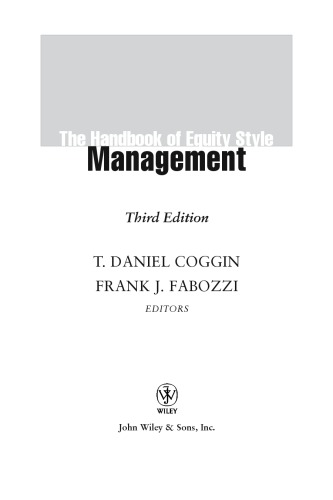 The Handbook of Equity Style
Management
Third Edition
T. DANIEL COGGIN
FRANK J. FABOZZI
EDITORS
WILEY
John Wiley & Sons, Inc.